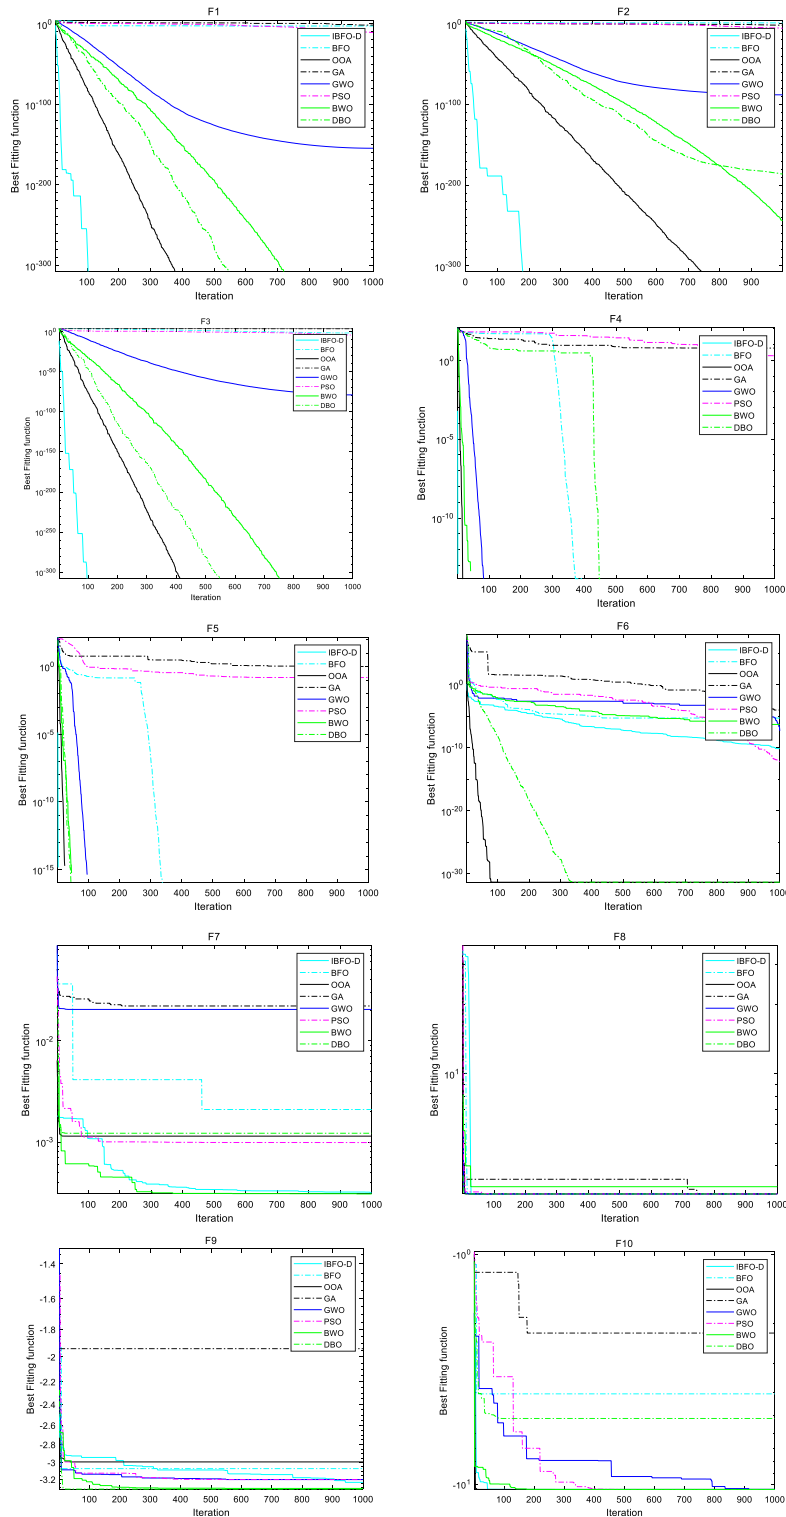 F1
10^0
10^-100
10^-200
10^-300
Best Fitting function
100 200 300 400 500 600 700 800 900 1000
Iteration
IBFO-D
BFO
OOA
GA
GWO
PSO
BWO
DBO
F2
10^0
10^-100
10^-200
10^-300
Best Fitting function
0 100 200 300 400 500 600 700 800 900
Iteration
IBFO-D
BFO
OOA
GA
GWO
PSO
BWO
DBO
F3
10^0
10^-50
10^-100
10^-150
10^-200
10^-250
10^-300
Best Fitting function
100 200 300 400 500 600 700 800 900 1000
Iteration
IBFO-D
BFO
OOA
GA
GWO
PSO
BWO
DBO
F4
10^0
10^-5
10^-10
Best Fitting function
100 200 300 400 500 600 700 800 900 1000
Iteration
IBFO-D
BFO
OOA
GA
GWO
PSO
BWO
DBO
F5
10^0
10^-5
10^-10
10^-15
Best Fitting function
100 200 300 400 500 600 700 800 900 1000
Iteration
IBFO-D
BFO
OOA
GA
GWO
PSO
BWO
DBO
F6
10^0
10^-10
10^-20
10^-30
Best Fitting function
100 200 300 400 500 600 700 800 900 1000
Iteration
IBFO-D
BFO
OOA
GA
GWO
PSO
BWO
DBO
F7
10^-2
10^-3
Best Fitting function
100 200 300 400 500 600 700 800 900 1000
Iteration
IBFO-D
BFO
OOA
GA
GWO
PSO
BWO
DBO
F8
10^1
Best Fitting function
100 200 300 400 500 600 700 800 900 1000
Iteration
IBFO-D
BFO
OOA
GA
GWO
PSO
BWO
DBO
F9
-1.4
-1.6
-1.8
-2
-2.2
-2.4
-2.6
-2.8
-3
-3.2
Best Fitting function
100 200 300 400 500 600 700 800 900 1000
Iteration
IBFO-D
BFO
OOA
GA
GWO
PSO
BWO
DBO
F10
-10^0
-10^1
Best Fitting function
100 200 300 400 500 600 700 800 900 1000
Iteration
IBFO-D
BFO
OOA
GA
GWO
PSO
BWO
DBO